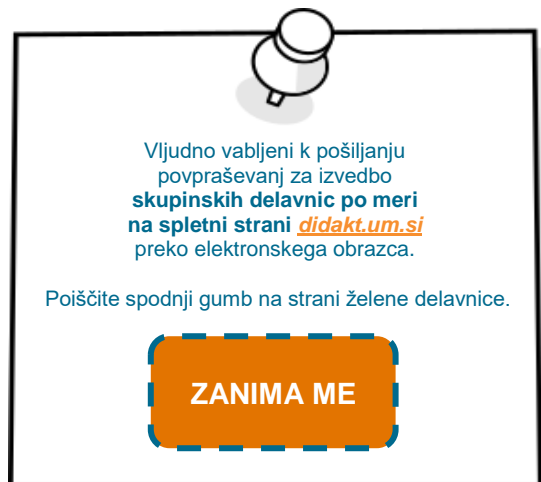 Vljudno vabljeni k pošiljanju
povpraševanj za izvedbo
skupinskih delavnic po meri
na spletni strani didakt.um.si
preko elektronskega obrazca.
Poiščite spodnji gumb na strani želene delavnice.
ZANIMA ME